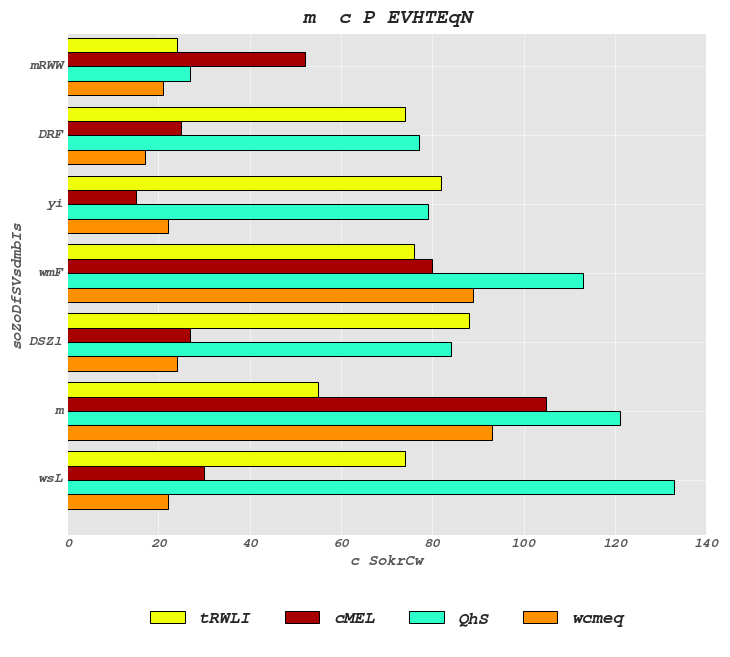 m  c P EVHTEqN
mRWW
DRF
yi
wmF
DSZ1
m
wsL
soZoDfSVsdmbIs
0 20 40 60 80 100 120 140
c SokrCw
tRWLI cMEL QhS wcmeq